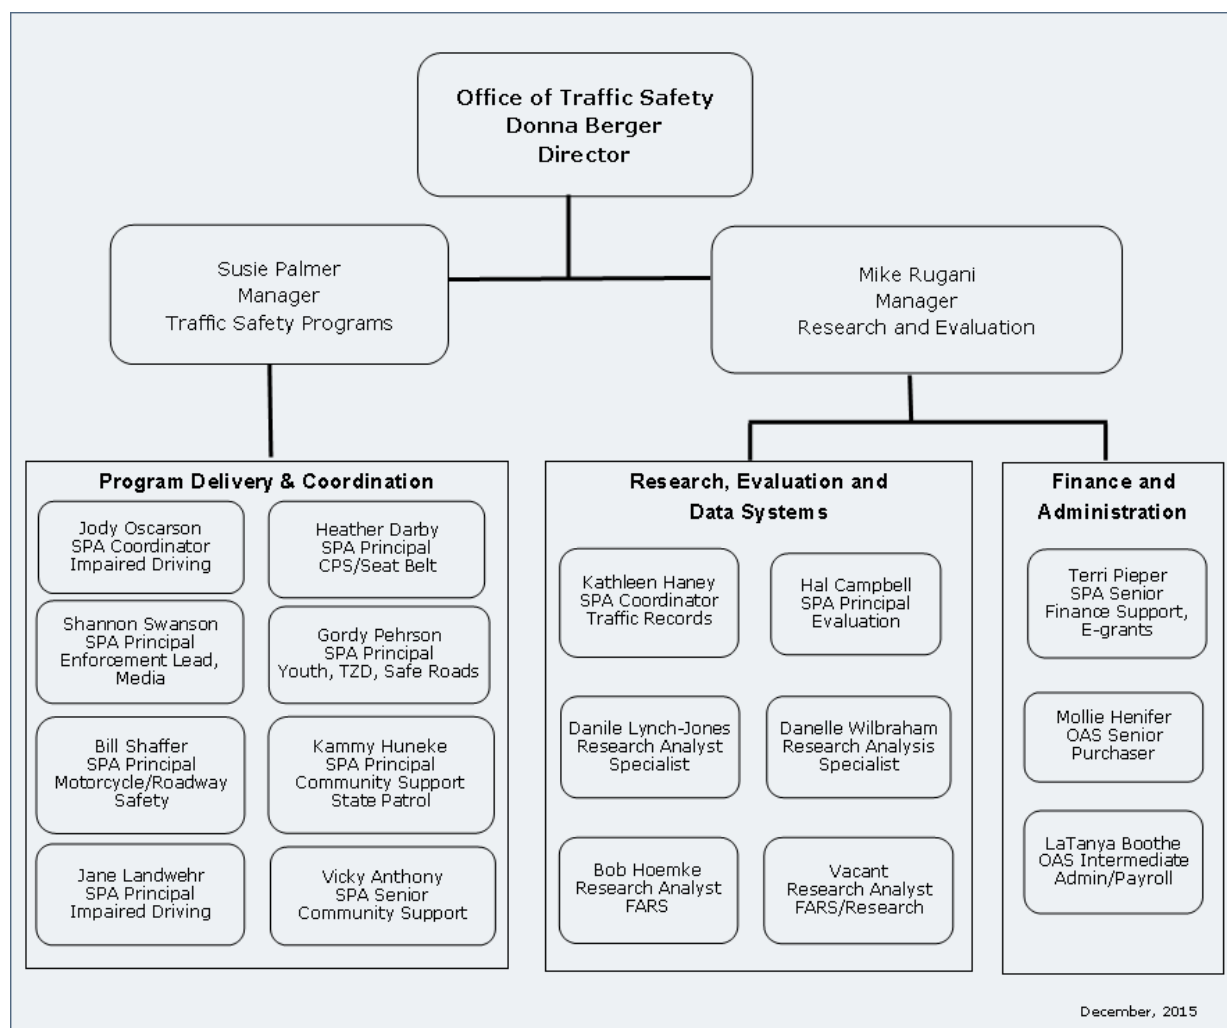 Office of Traffic Safety
Donna Berger
Director
Susie Palmer
Manager
Traffic Safety Programs
Mike Rugani
Manager
Research and Evaluation
Program Delivery & Coordination
Jody Oscarson
SPA Coordinator
Impaired Driving
Heather Darby
SPA Principal
CPS/Seat Belt
Shannon Swanson
SPA Principal
Enforcement Lead,
Media
Gordy Pehrson
SPA Principal
Youth, TZD, Safe Roads
Bill Shaffer
SPA Principal
Motorcycle/Roadway
Safety
Kammy Huneke
SPA Principal
Community Support
State Patrol
Jane Landwehr
SPA Principal
Impaired Driving
Vicky Anthony
SPA Senior
Community Support
Research, Evaluation and
Data Systems
Kathleen Haney
SPA Coordinator
Traffic Records
Hal Campbell
SPA Principal
Evaluation
Danile Lynch-Jones
Research Analyst
Specialist
Danelle Wilbraham
Research Analysis
Specialist
Bob Hoemke
Research Analyst
FARS
Vacant
Research Analyst
FARS/Research
Finance and
Administration
Terri Pieper
SPA Senior
Finance Support,
E-grants
Mollie Henifer
OAS Senior
Purchaser
LaTanya Boothe
OAS Intermediate
Admin/Payroll
December, 2015